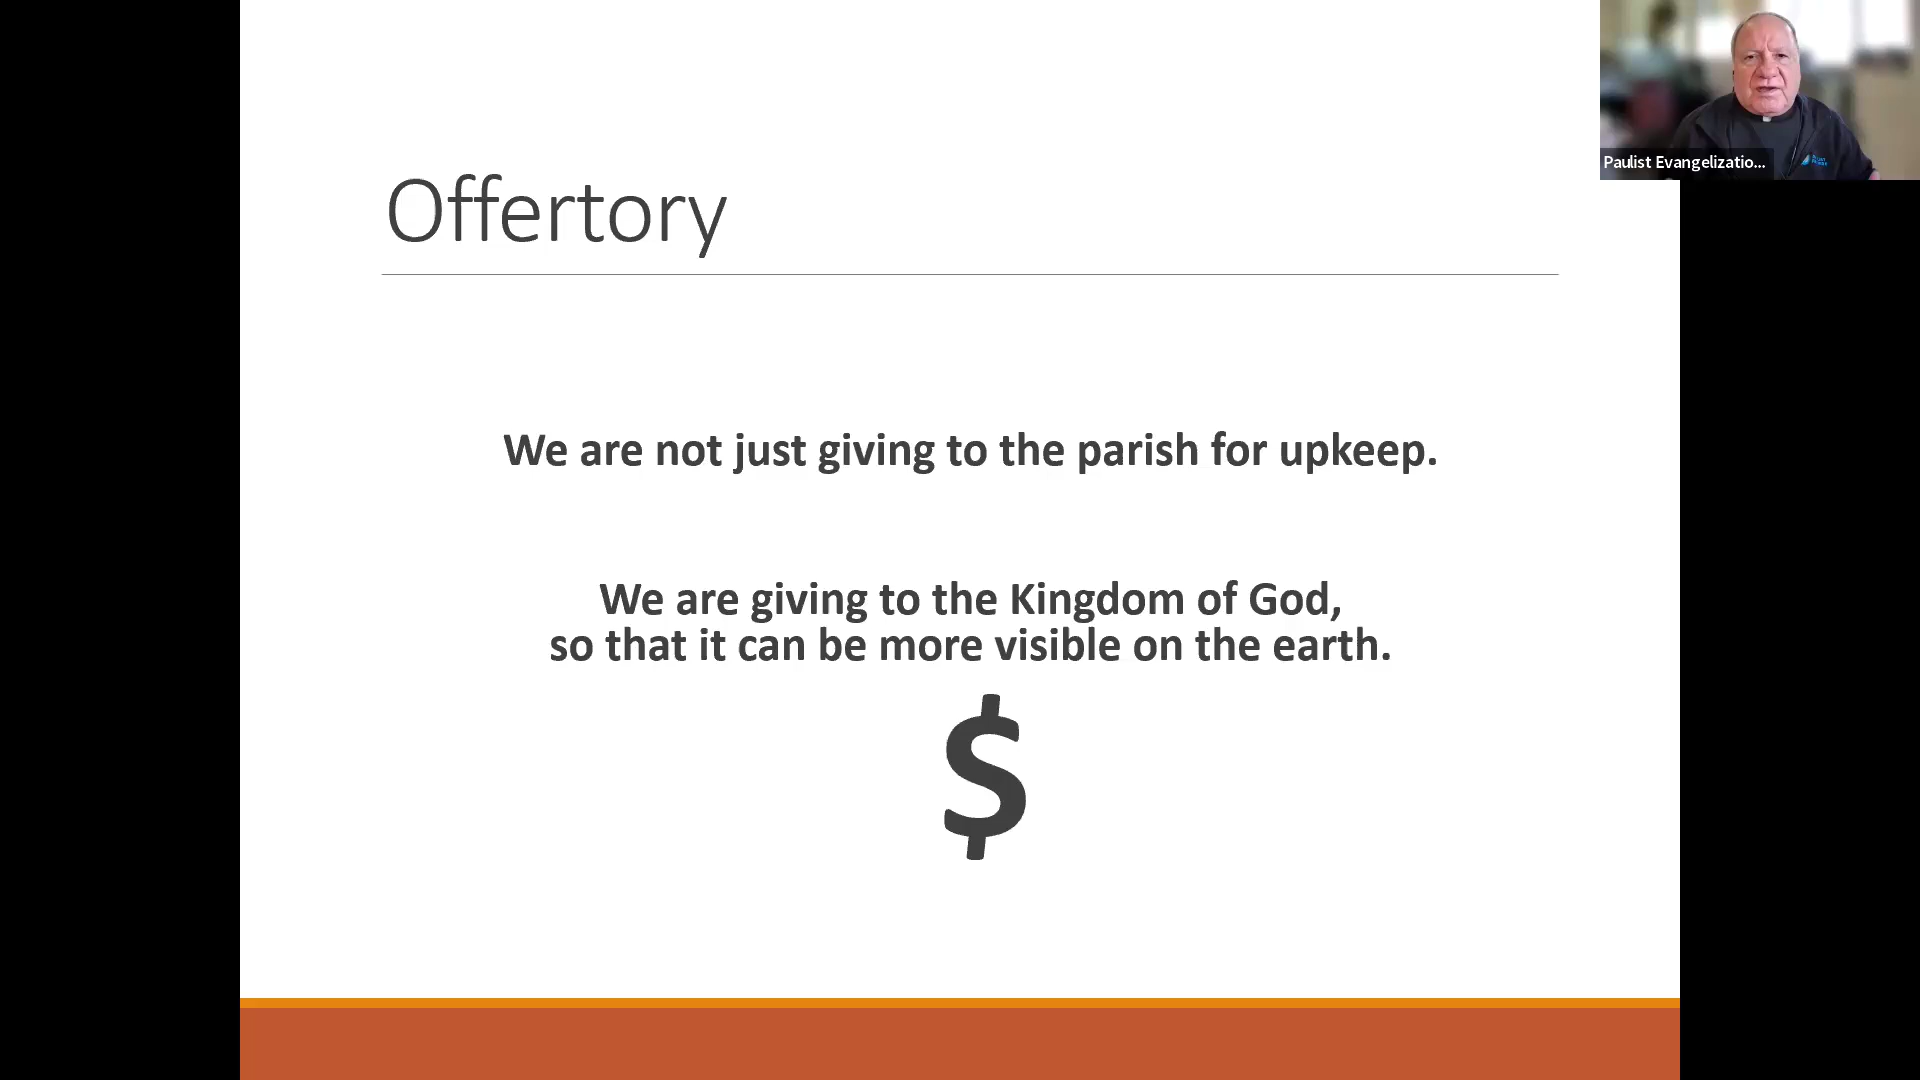 Offertory
We are not just giving to the parish for upkeep.
We are giving to the Kingdom of God,
so that it can be more visible on the earth.
$
Paulist Evangelizatio...